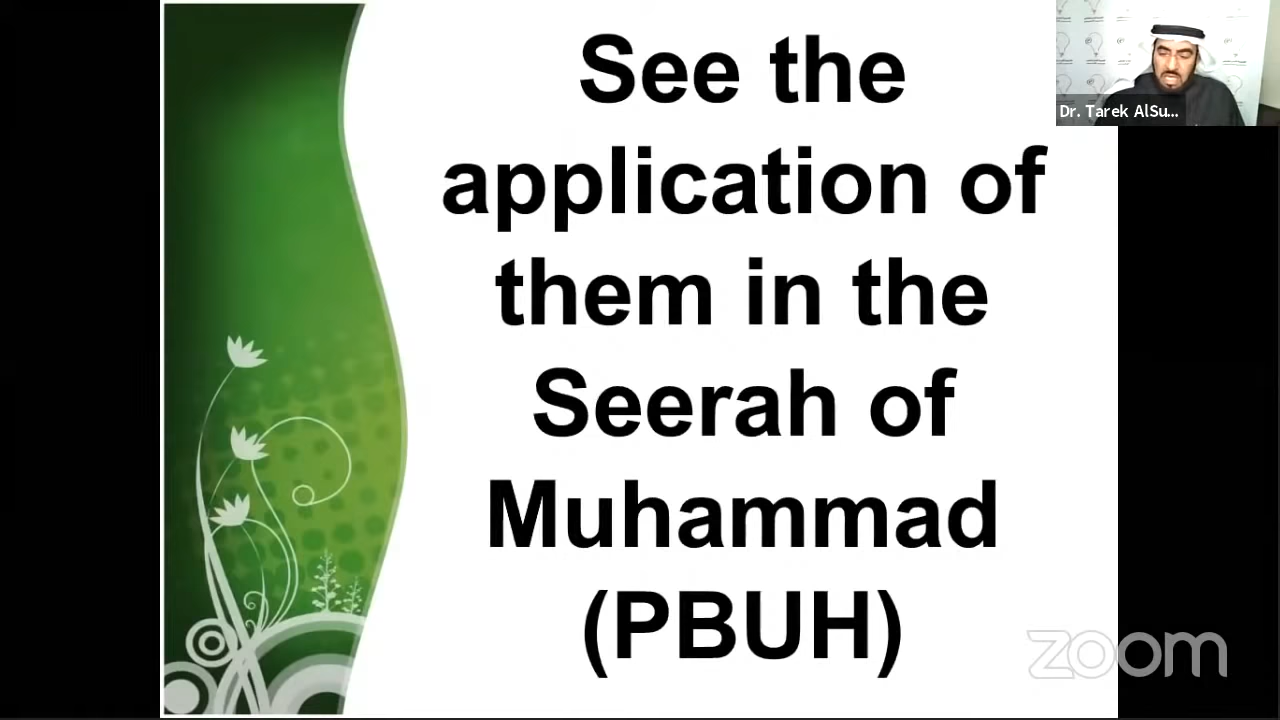 See the
application of
them in the
Seerah of
Muhammad
(PBUH)
Dr. Tarek AlSu...
zoom